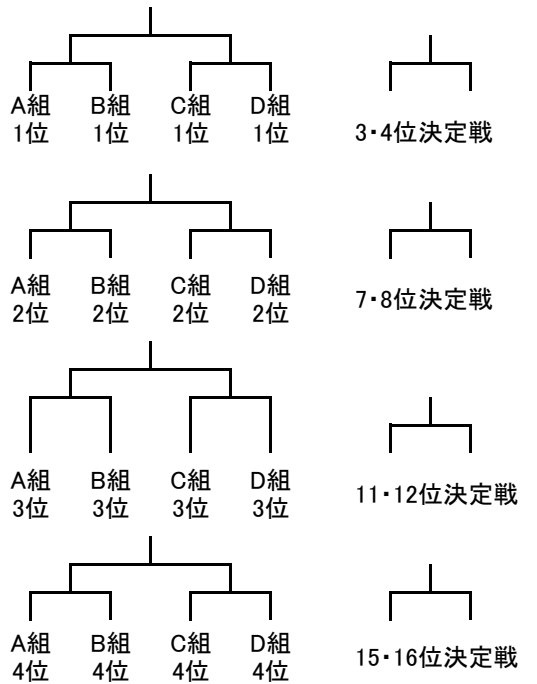 A組 B組 C組 D組
1位 1位 1位 1位
3・4位決定戦
A組 B組 C組 D組
2位 2位 2位 2位
7・8位決定戦
A組 B組 C組 D組
3位 3位 3位 3位
11・12位決定戦
A組 B組 C組 D組
4位 4位 4位 4位
15・16位決定戦